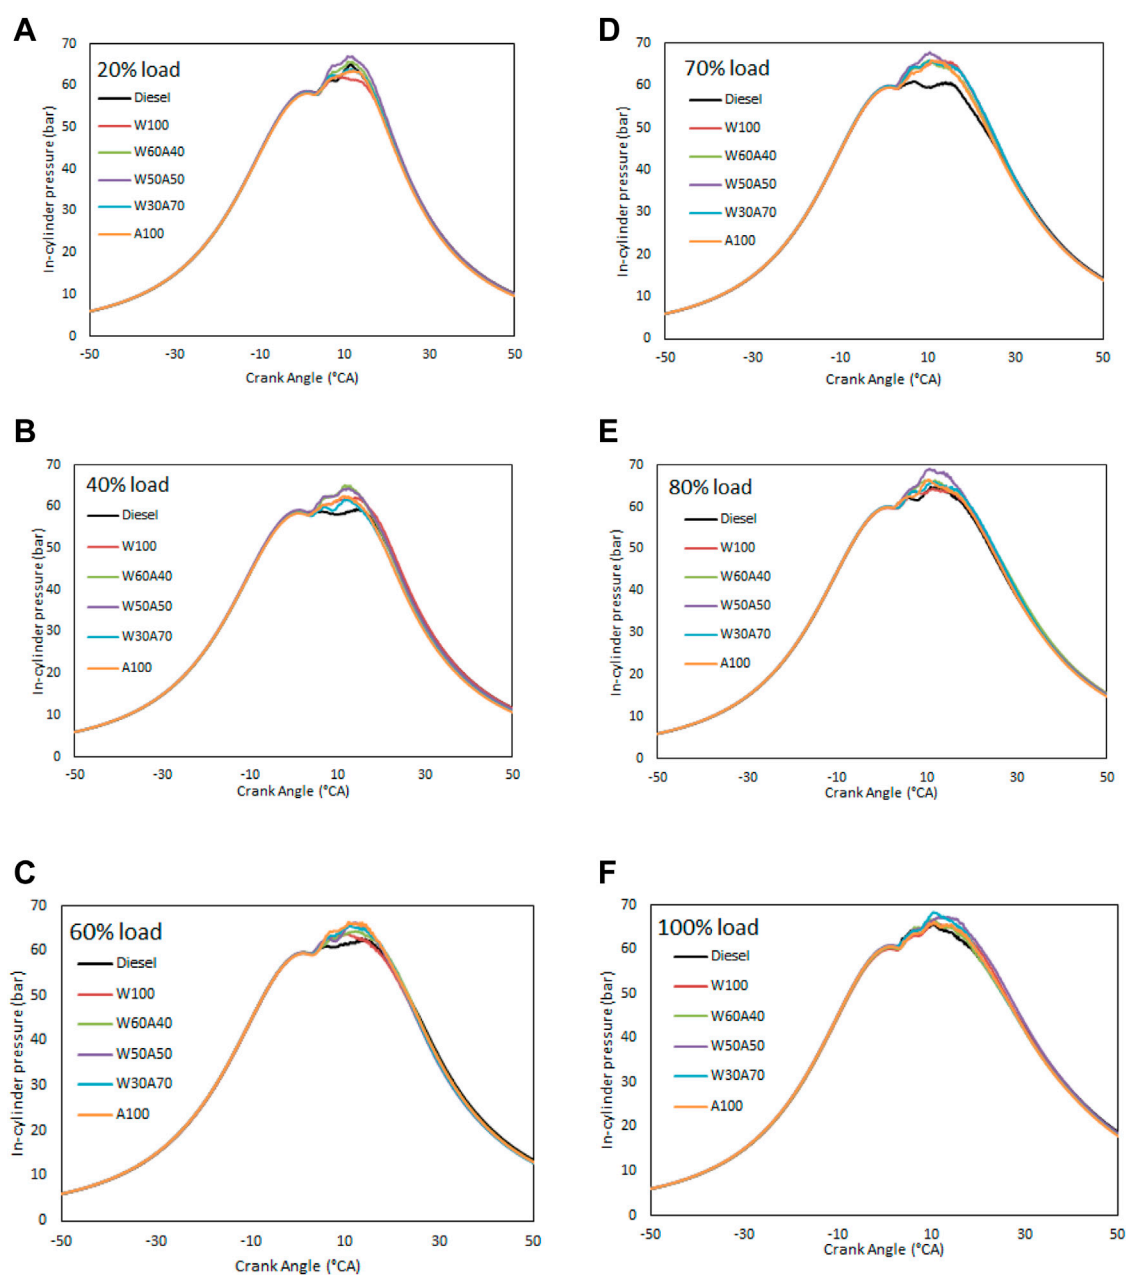 A
70
60
50
40
30
20
10
0
In-cylinder pressure (bar)
20% load
Diesel
W100
W60A40
W50A50
W30A70
A100
-50 -30 -10 10 30 50
Crank Angle (°CA)
D
70
60
50
40
30
20
10
0
In-cylinder pressure (bar)
70% load
Diesel
W100
W60A40
W50A50
W30A70
A100
-50 -30 -10 10 30 50
Crank Angle (°CA)
B
70
60
50
40
30
20
10
0
In-cylinder pressure (bar)
40% load
Diesel
W100
W60A40
W50A50
W30A70
A100
-50 -30 -10 10 30 50
Crank Angle (°CA)
E
70
60
50
40
30
20
10
0
In-cylinder pressure (bar)
80% load
Diesel
W100
W60A40
W50A50
W30A70
A100
-50 -30 -10 10 30 50
Crank Angle (°CA)
C
70
60
50
40
30
20
10
0
In-cylinder pressure (bar)
60% load
Diesel
W100
W60A40
W50A50
W30A70
A100
-50 -30 -10 10 30 50
Crank Angle (°CA)
F
70
60
50
40
30
20
10
0
In-cylinder pressure (bar)
100% load
Diesel
W100
W60A40
W50A50
W30A70
A100
-50 -30 -10 10 30 50
Crank Angle (°CA)